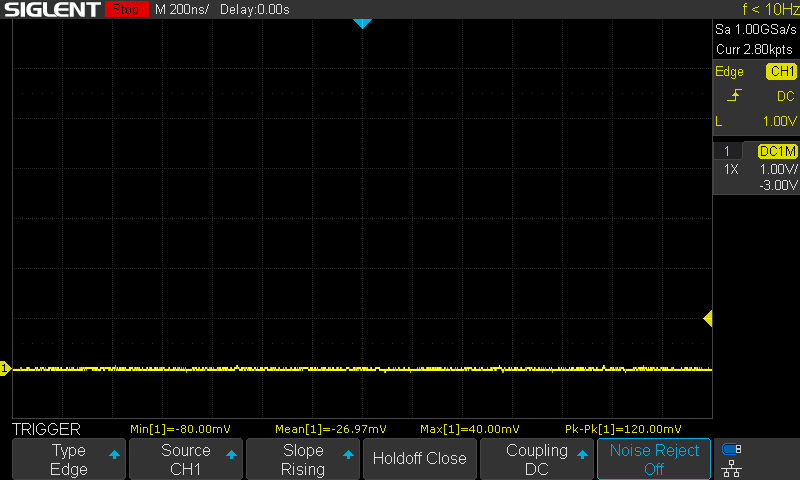 SIGLENT Stop M 200ns/ Delay:0.00s f < 10Hz
Sa 1.00GSa/s
Curr 2.80kpts
Edge CH1
DC
L 1.00V
1 DC1M
1X 1.00V/
-3.00V
1
TRIGGER Min[1]=-80.00mV Mean[1]=-26.97mV Max[1]=40.00mV Pk-Pk[1]=120.00mV
Type Source Slope Holdoff Close Coupling Noise Reject
Edge CH1 Rising DC Off